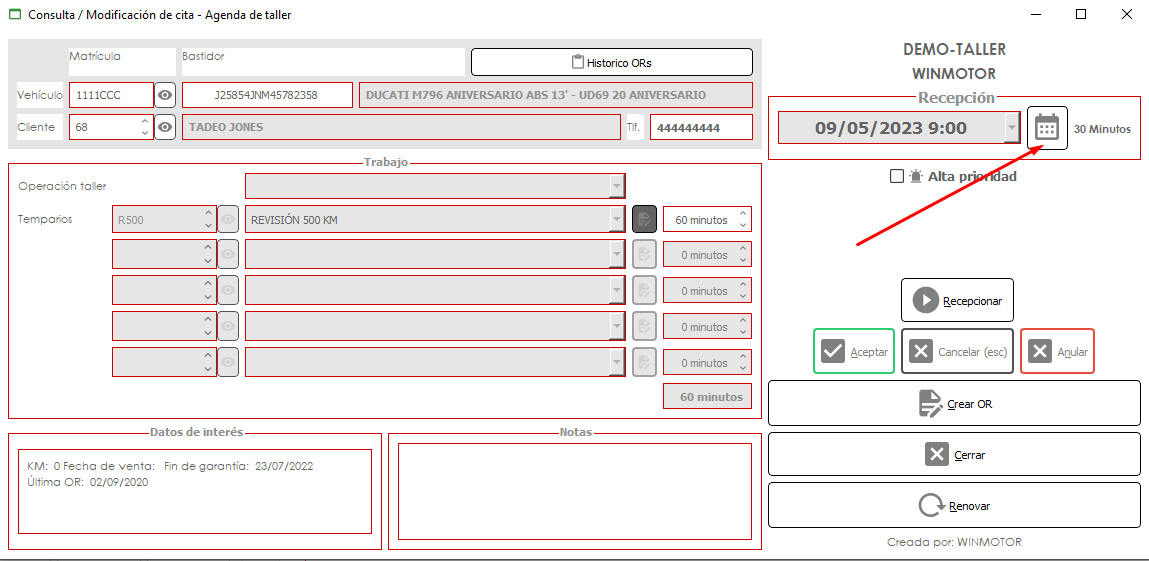 Consulta / Modificación de cita - Agenda de taller
Matrícula
Bastidor
Historico ORs
Vehículo
1111CCC
J25854JNM45782358
DUCATI M796 ANIVERSARIO ABS 13' - UD69 20 ANIVERSARIO
Cliente
68
TADEO JONES
Tlf.
444444444
DEMO-TALLER
WINMOTOR
Recepción
09/05/2023 9:00
30 Minutos
Alta prioridad
Trabajo
Operación taller
Temparios
R500
REVISIÓN 500 KM
60 minutos
0 minutos
0 minutos
0 minutos
0 minutos
60 minutos
Recepcionar
Aceptar
Cancelar (esc)
Anular
Crear OR
Cerrar
Renovar
Creada por: WINMOTOR
Datos de interés
KM: 0 Fecha de venta: Fin de garantía: 23/07/2022
Última OR: 02/09/2020
Notas